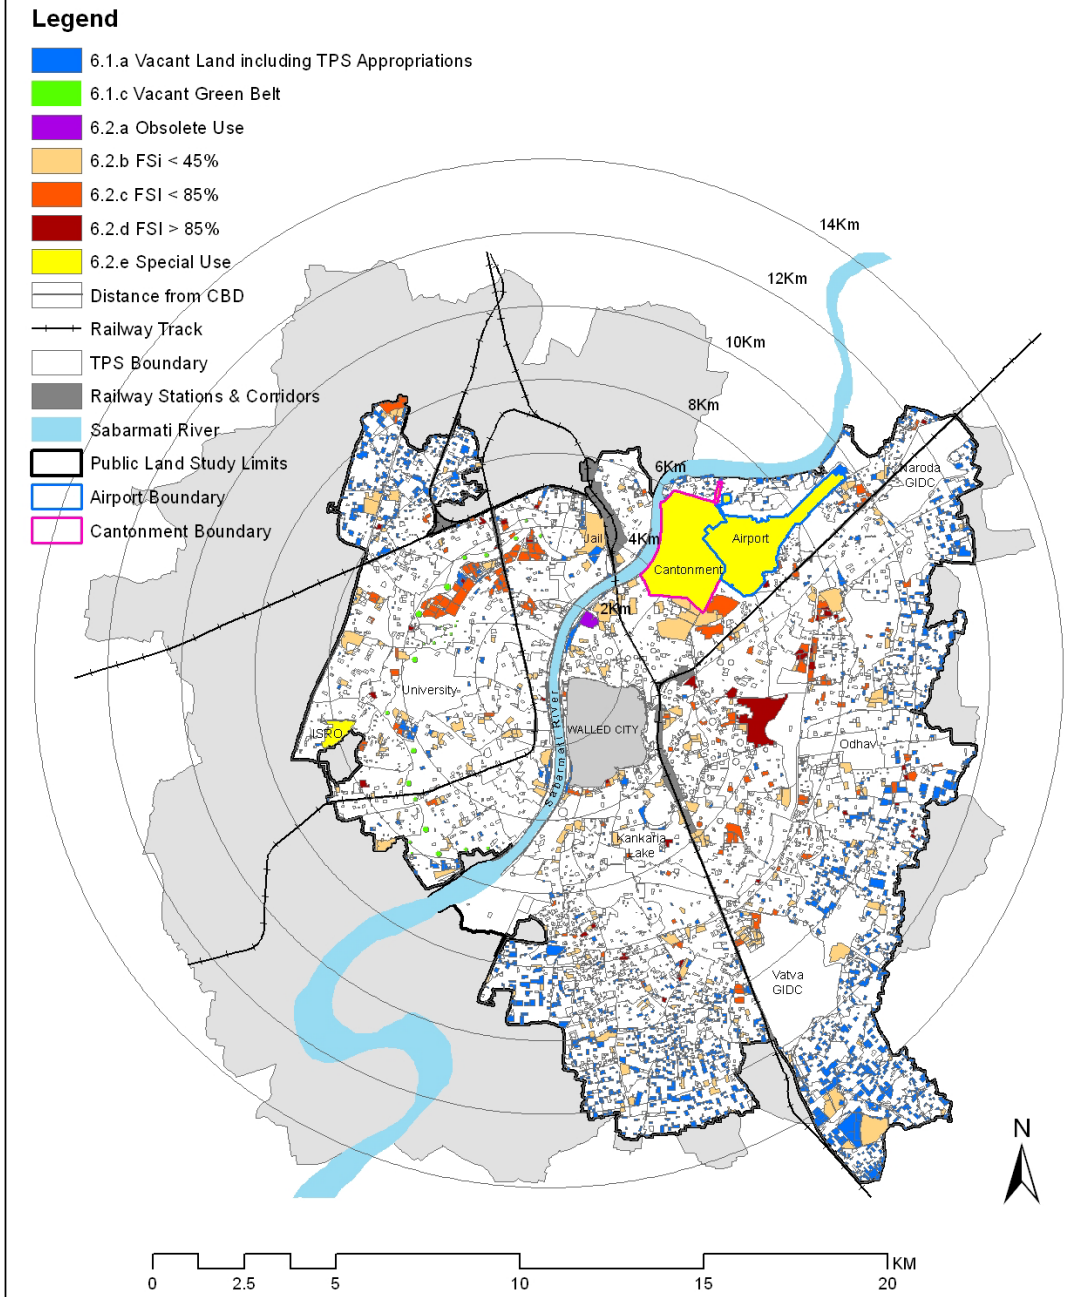 Legend
6.1.a Vacant Land including TPS Appropriations
6.1.c Vacant Green Belt
6.2.a Obsolete Use
6.2.b FSi < 45%
6.2.c FSI < 85%
6.2.d FSI > 85%
6.2.e Special Use
Distance from CBD
Railway Track
TPS Boundary
Railway Stations & Corridors
Sabarmati River
Public Land Study Limits
Airport Boundary
Cantonment Boundary
14Km
12Km
10Km
8Km
6Km
4Km
2Km
Naroda
GIDC
Jail
Airport
Cantonment
University
ISRO
WALLED CITY
Sabarmati River
Odhav
Kankaria
Lake
Vatva
GIDC
N
0
2.5
5
10
15
20
KM